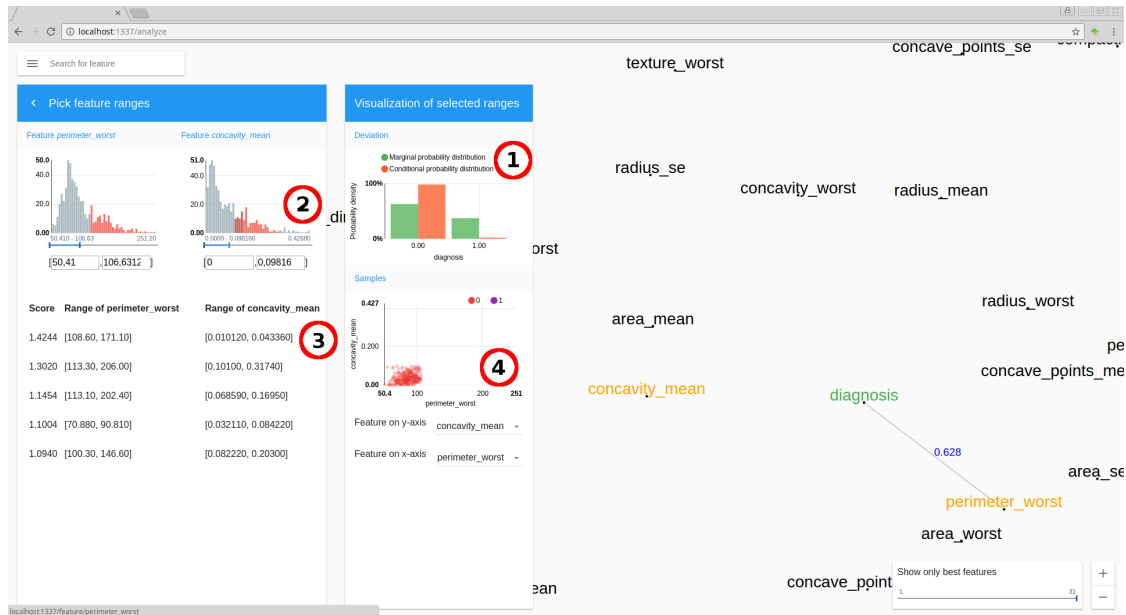 localhost:1337/analyze
Search for feature
Pick feature ranges
Feature perimeter_worst
Feature concavity_mean
50.0
40.0
20.0
0.00
50.410 - 106.63
251.20
[50,41 ,106,6312 ]
51.0
40.0
20.0
0.00
0.0000 - 0.098160
0.42680
[0 ,0,09816 ]
2
Score Range of perimeter_worst Range of concavity_mean
1.4244 [108.60, 171.10] [0.010120, 0.043360]
3
1.3020 [113.30, 206.00] [0.10100, 0.31740]
1.1454 [113.10, 202.40] [0.068590, 0.16950]
1.1004 [70.880, 90.810] [0.032110, 0.084220]
1.0940 [100.30, 146.60] [0.082220, 0.20300]
Visualization of selected ranges
Deviation
Marginal probability distribution
Conditional probability distribution
1
100%
Probability density
0%
0.00 1.00
diagnosis
Samples
0 1
0.427
concavity_mean
0.200
0.00
50.4 100 200 251
perimeter_worst
4
Feature on y-axis concavity_mean
Feature on x-axis perimeter_worst
texture_worst
concave_points_se
radius_se
concavity_worst
radius_mean
_di
orst
radius_worst
area_mean
pe
concave_points_me
concavity_mean
diagnosis
0.628
area_se
perimeter_worst
area_worst
ean
concave_point
Show only best features
1 31
+
−
localhost:1337/feature/perimeter_worst